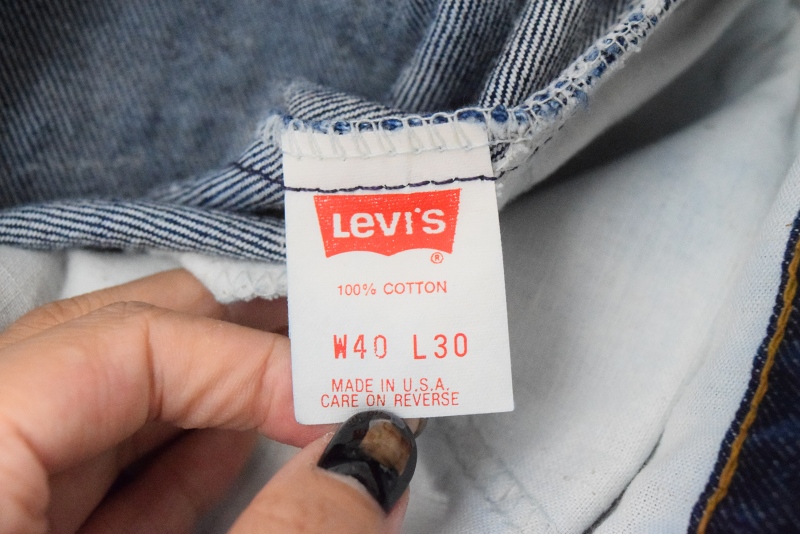 Levi's
®
100% COTTON
W40 L30
MADE IN U.S.A.
CARE ON REVERSE